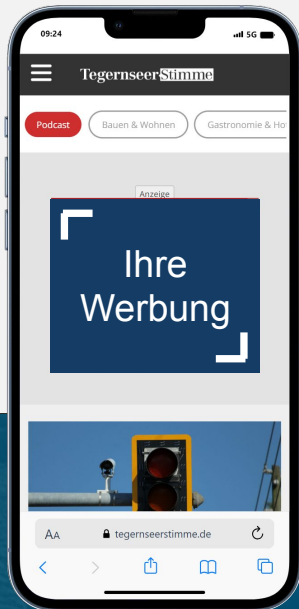 09:24
5G
TegernseerStimme
Podcast
Bauen & Wohnen
Gastronomie & Ho
Anzeige
Ihre
Werbung
AA
tegernseerstimme.de